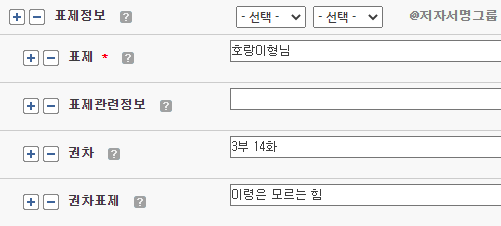 표제정보 ? - 선택 - - 선택 - @저자서명그룹
표제 * ? 호랑이형님
표제관련정보 ?
권차 ? 3부 14화
권차표제 ? 이령은 모르는 힘